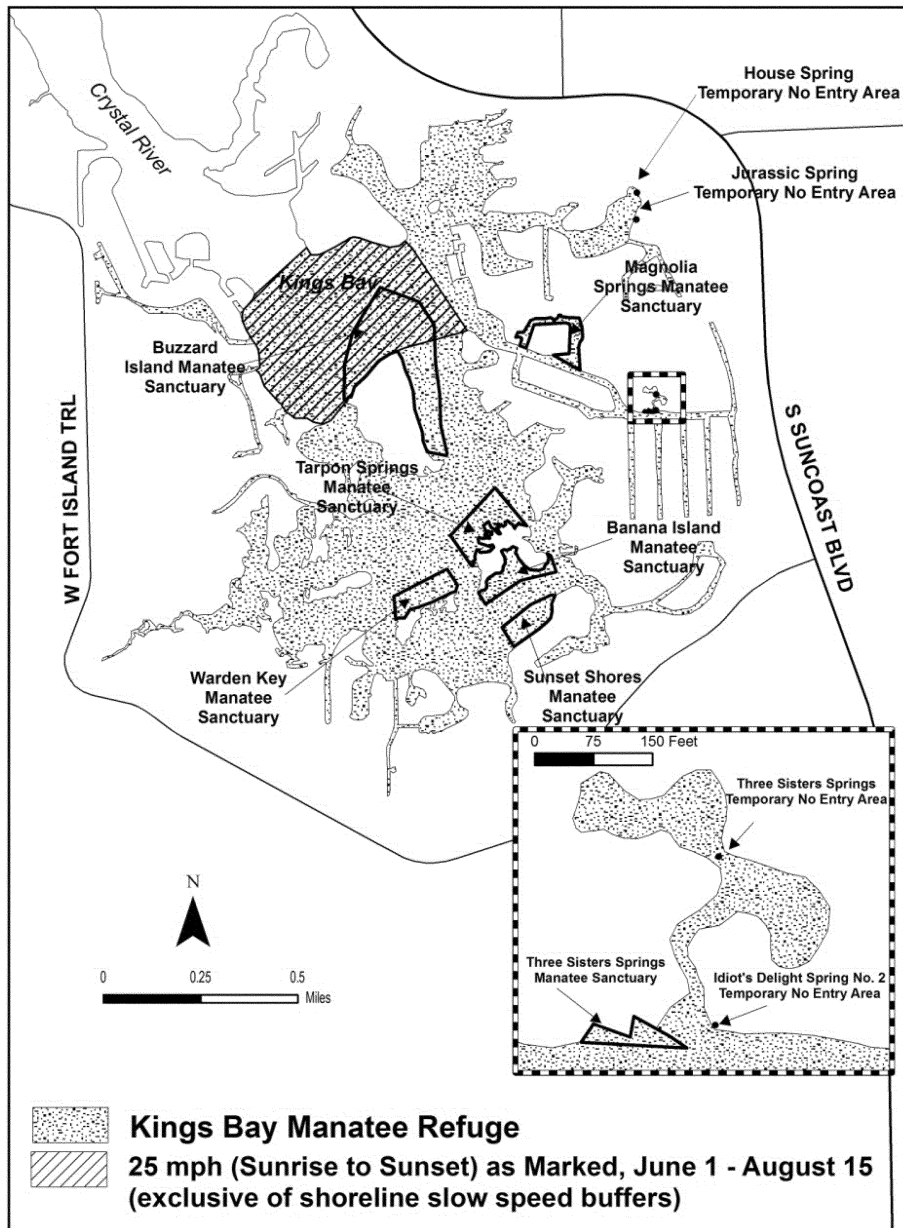 House Spring
Temporary No Entry Area
Crystal River
Jurassic Spring
Temporary No Entry Area
Magnolia
Springs Manatee
Sanctuary
Kings Bay
Buzzard
Island Manatee
Sanctuary
W FORT ISLAND TRL
S SUNCOAST BLVD
Tarpon Springs
Manatee
Sanctuary
Banana Island
Manatee
Sanctuary
Warden Key
Manatee
Sanctuary
Sunset Shores
Manatee
Sanctuary
0 75 150 Feet
Three Sisters Springs
Temporary No Entry Area
Three Sisters Springs
Manatee Sanctuary
Idiot's Delight Spring No. 2
Temporary No Entry Area
N
0 0.25 0.5
Miles
Kings Bay Manatee Refuge
25 mph (Sunrise to Sunset) as Marked, June 1 - August 15
(exclusive of shoreline slow speed buffers)